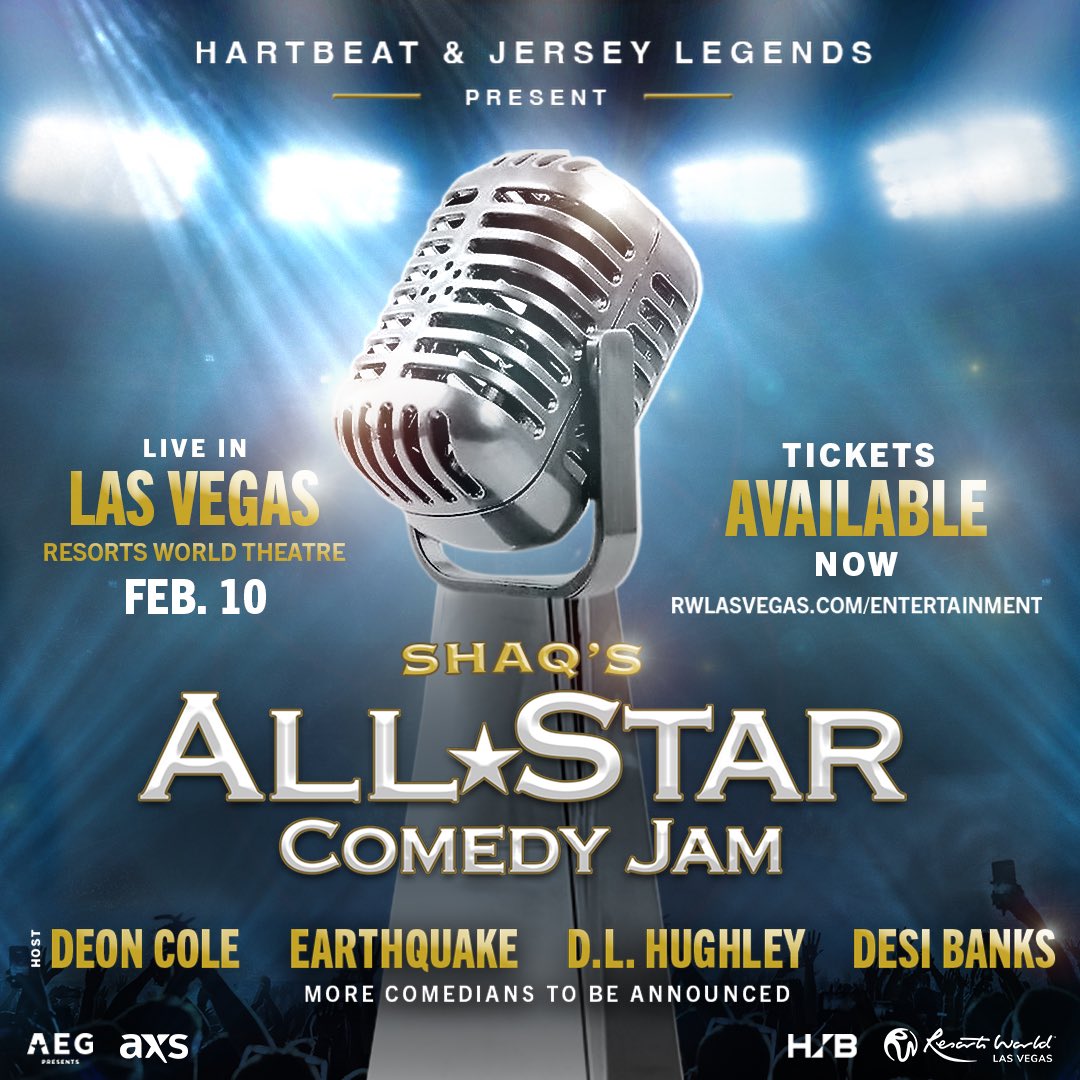 HARTBEAT & JERSEY LEGENDS
PRESENT
LIVE IN
LAS VEGAS
RESORTS WORLD THEATRE
FEB. 10
TICKETS
AVAILABLE
NOW
RWLASVEGAS.COM/ENTERTAINMENT
SHAQ'S
ALL★STAR
COMEDY JAM
HOST DEON COLE EARTHQUAKE D.L. HUGHLEY DESI BANKS
MORE COMEDIANS TO BE ANNOUNCED
AEG PRESENTS
axs
HB
RW Resorts World LAS VEGAS